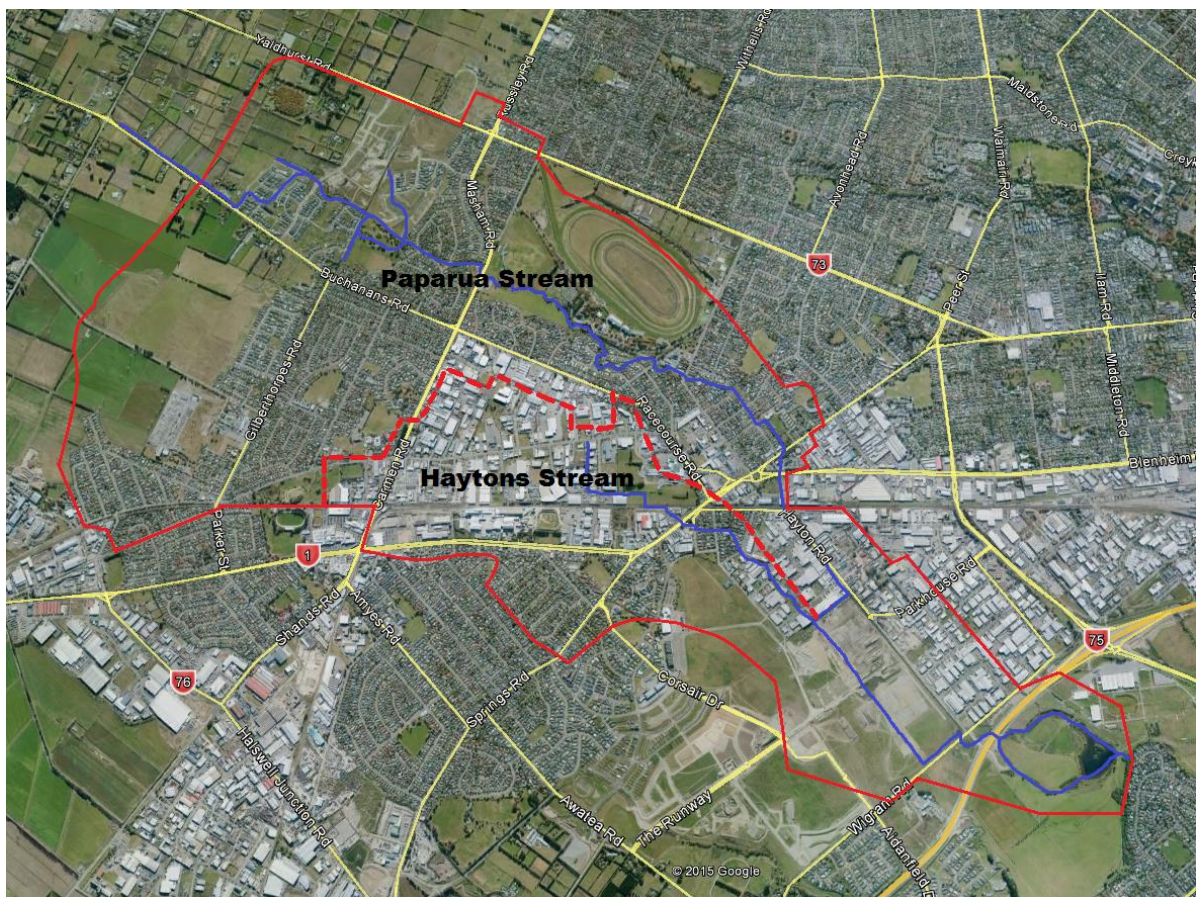 Yaldhurst Rd
Russley Rd
Withells Rd
Maidstone Rd
Creyk
Avonhead Rd
Waimairi Rd
Masham Rd
73
Paparua Stream
Buchanans Rd
Peer St
Ilam Rd
Middleton Rd
Gilberthorpes Rd
Racecourse Rd
Carmen Rd
Haytons Stream
Blenheim
Parker St
Hayton Rd
1
Shands Rd
Amyes Rd
Parkhouse Rd
75
76
Springs Rd
Corsair Dr
Halswell Junction Rd
Awatea Rd
The Runway
Wigram Rd
Aidanfield D
© 2015 Google